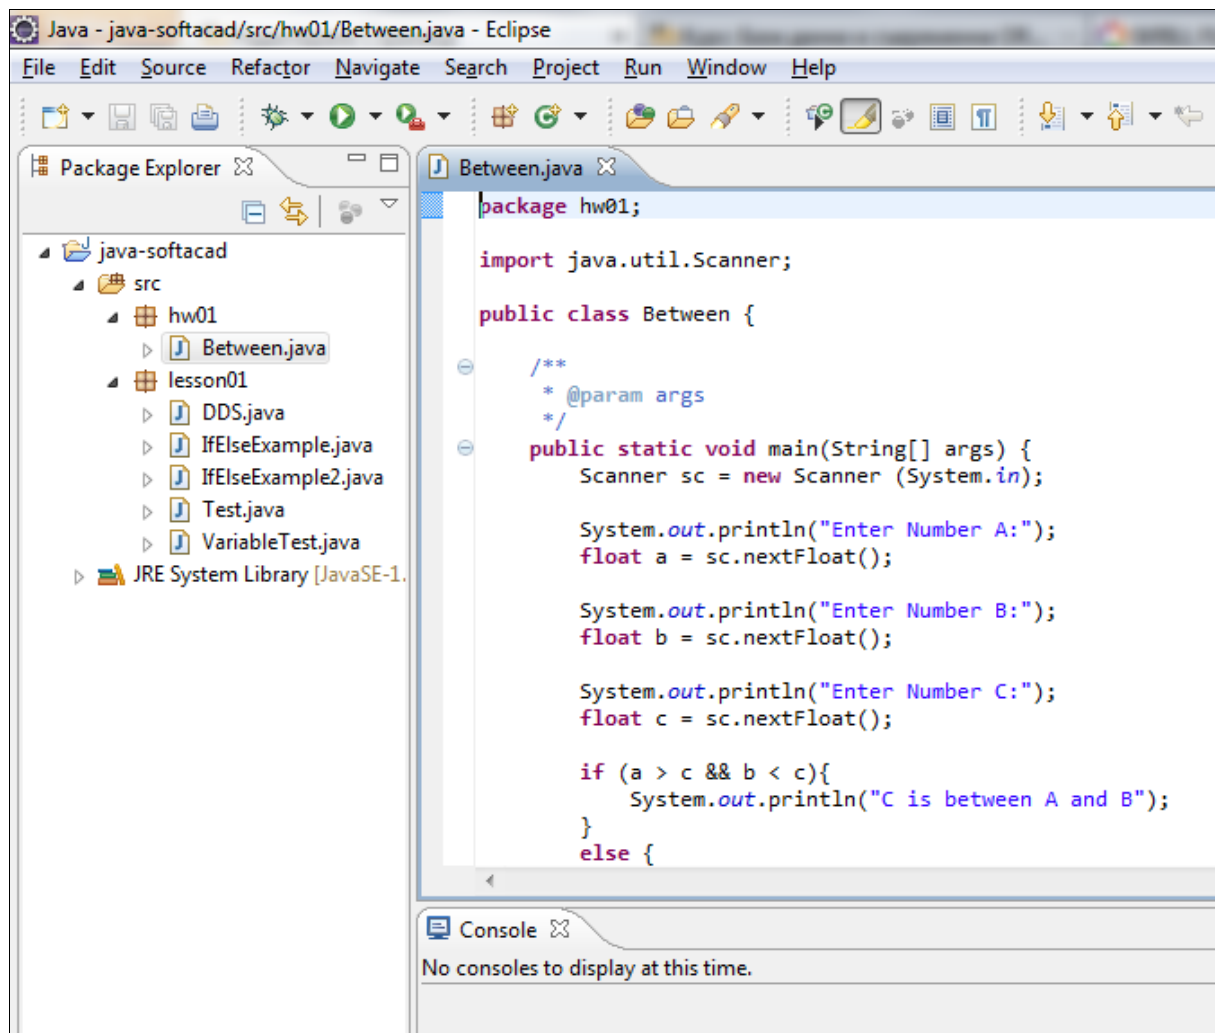 Java - java-softacad/src/hw01/Between.java - Eclipse
File Edit Source Refactor Navigate Search Project Run Window Help
Package Explorer
java-softacad
src
hw01
Between.java
lesson01
DDS.java
IfElseExample.java
IfElseExample2.java
Test.java
VariableTest.java
JRE System Library [JavaSE-1.
Between.java
package hw01;
import java.util.Scanner;
public class Between {
/**
* @param args
*/
public static void main(String[] args) {
Scanner sc = new Scanner (System.in);
System.out.println("Enter Number A:");
float a = sc.nextFloat();
System.out.println("Enter Number B:");
float b = sc.nextFloat();
System.out.println("Enter Number C:");
float c = sc.nextFloat();
if (a > c && b < c){
System.out.println("C is between A and B");
}
else {
Console
No consoles to display at this time.